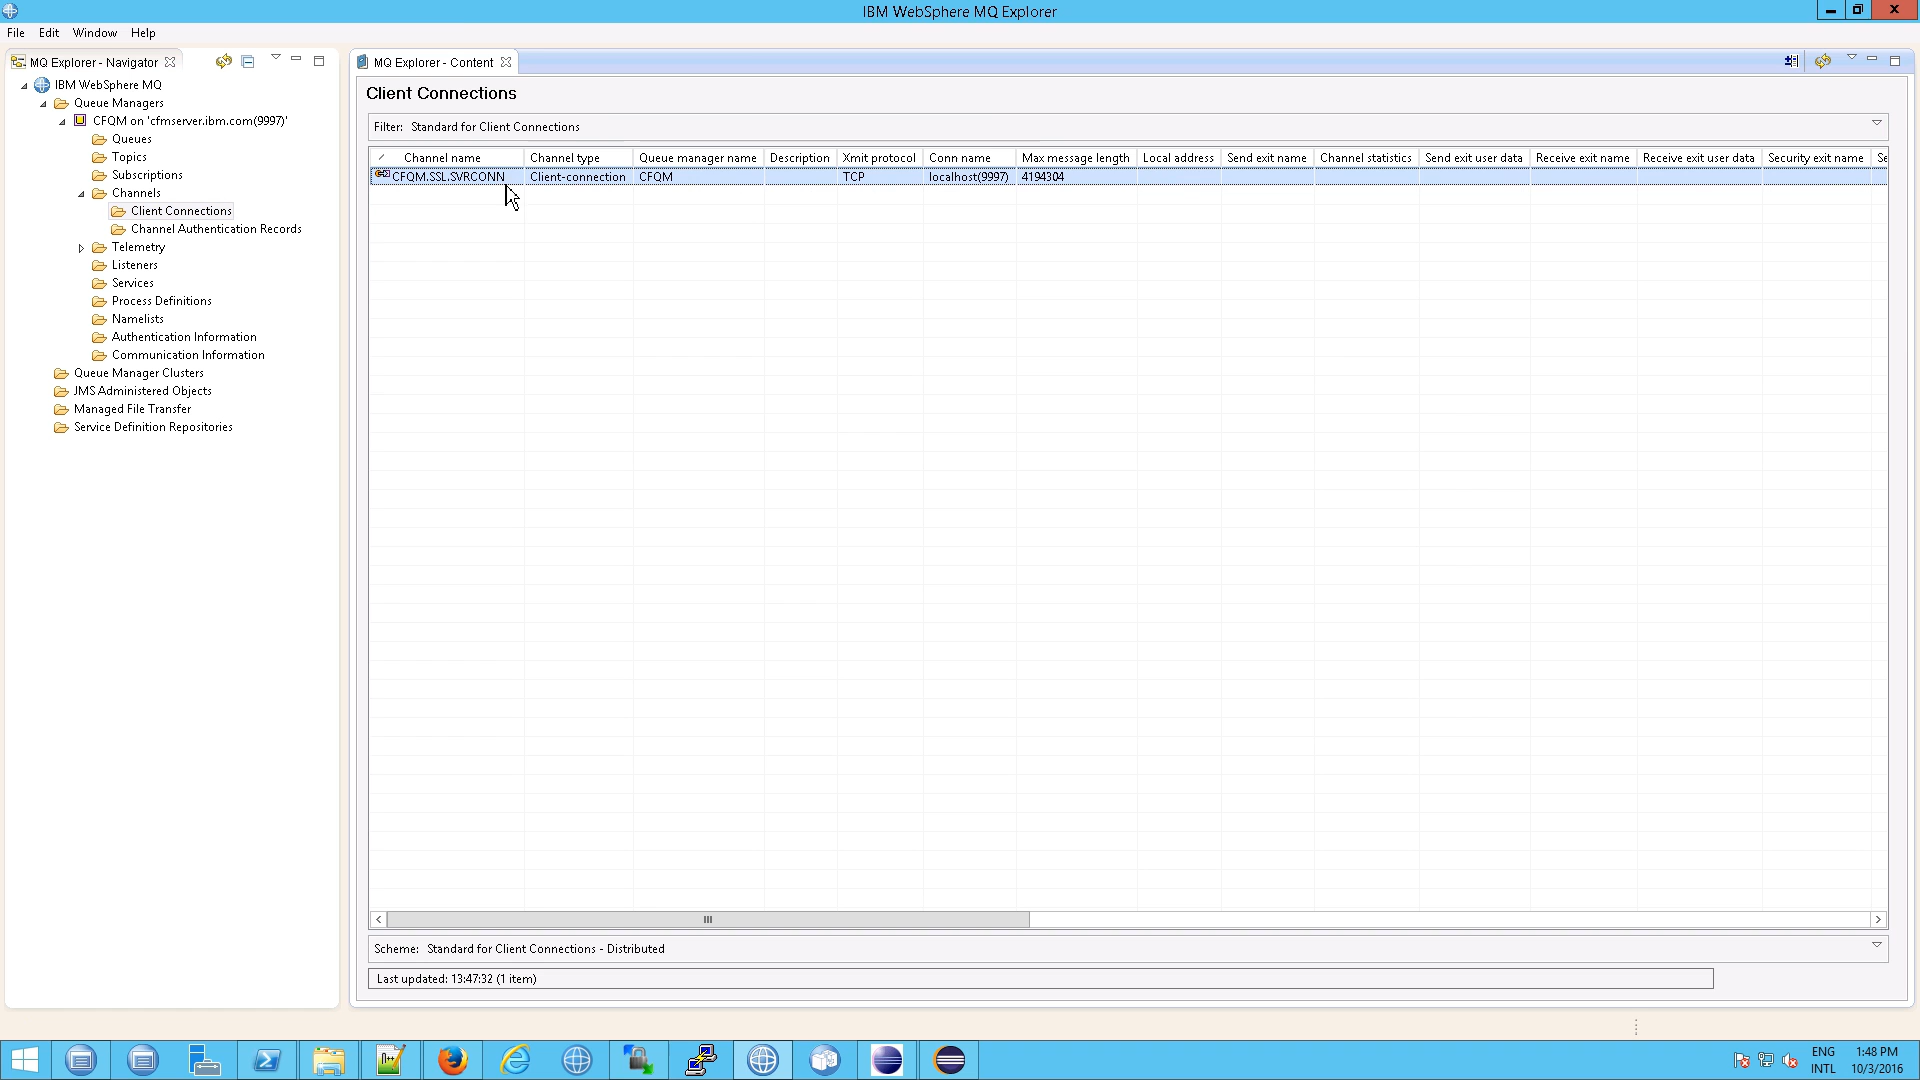 IBM WebSphere MQ Explorer
File Edit Window Help
MQ Explorer - Navigator
IBM WebSphere MQ
Queue Managers
CFQM on 'cfmserver.ibm.com(9997)'
Queues
Topics
Subscriptions
Channels
Client Connections
Channel Authentication Records
Telemetry
Listeners
Services
Process Definitions
Namelists
Authentication Information
Communication Information
Queue Manager Clusters
JMS Administered Objects
Managed File Transfer
Service Definition Repositories
MQ Explorer - Content
Client Connections
Filter: Standard for Client Connections
Channel name Channel type Queue manager name Description Xmit protocol Conn name Max message length Local address Send exit name Channel statistics Send exit user data Receive exit name Receive exit user data Security exit name Se
CFQM.SSL.SVRCONN Client-connection CFQM TCP localhost(9997) 4194304
Scheme: Standard for Client Connections - Distributed
Last updated: 13:47:32 (1 item)
ENG 1:48 PM
INTL 10/3/2016